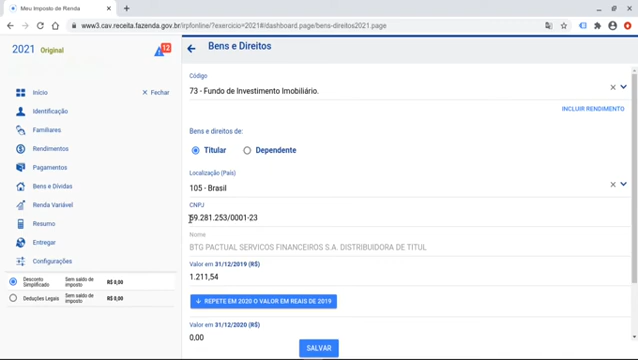 Meu Imposto de Renda
www3.cav.receita.fazenda.gov.br/irpfonline/?exercicio=2021#/dashboard.page/bens-direitos2021.page
2021 Original
12
Bens e Direitos
Início
Fechar
Identificação
Familiares
Rendimentos
Pagamentos
Bens e Dívidas
Renda Variável
Resumo
Entregar
Configurações
Desconto Simplificado
Sem saldo de imposto
R$ 0,00
Deduções Legais
Sem saldo de imposto
R$ 0,00
Código
73 - Fundo de Investimento Imobiliário.
INCLUIR RENDIMENTO
Bens e direitos de:
Titular
Dependente
Localização (País)
105 - Brasil
CNPJ
59.281.253/0001-23
Nome
BTG PACTUAL SERVICOS FINANCEIROS S.A. DISTRIBUIDORA DE TITUL
Valor em 31/12/2019 (R$)
1.211,54
REPETE EM 2020 O VALOR EM REAIS DE 2019
Valor em 31/12/2020 (R$)
0,00
SALVAR